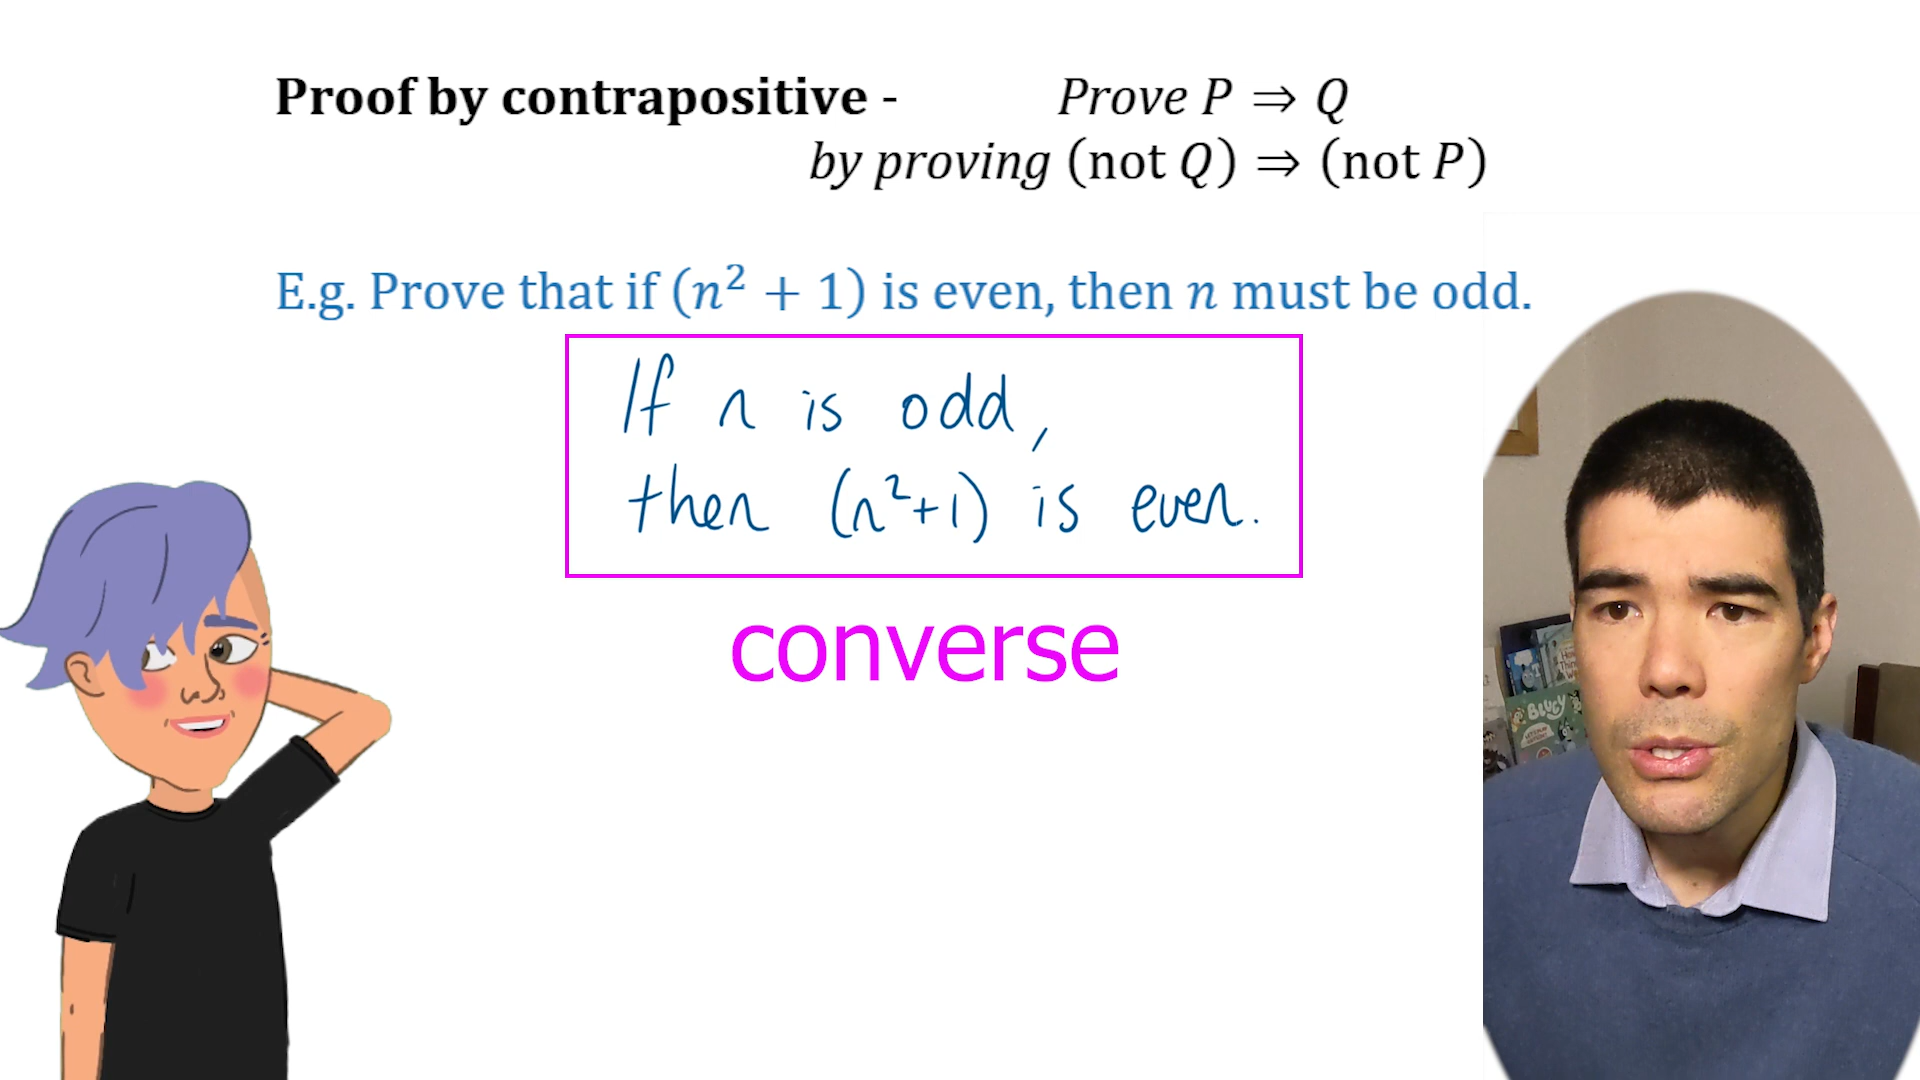 Proof by contrapositive - Prove P ⇒ Q
by proving (not Q) ⇒ (not P)
E.g. Prove that if (n² + 1) is even, then n must be odd.
If n is odd,
then (n²+1) is even.
converse
BLUEY